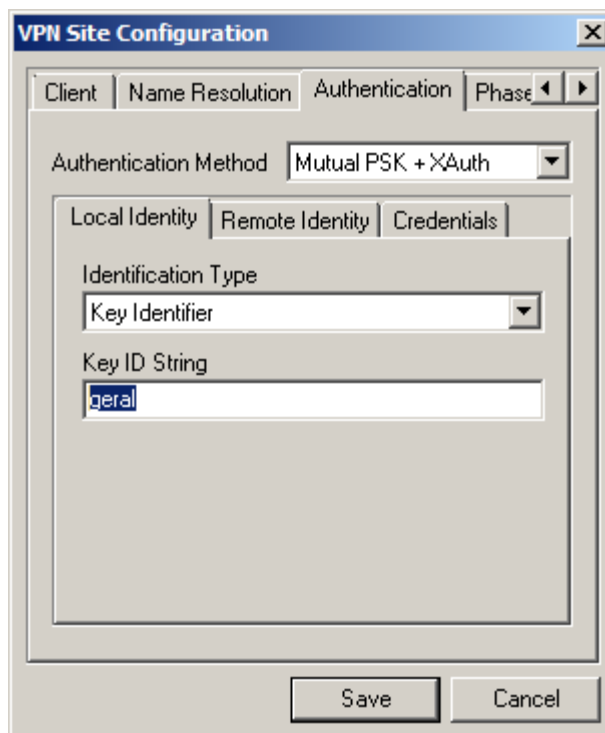 VPN Site Configuration
Client Name Resolution Authentication Phase
Authentication Method Mutual PSK + XAuth
Local Identity Remote Identity Credentials
Identification Type
Key Identifier
Key ID String
geral
Save Cancel